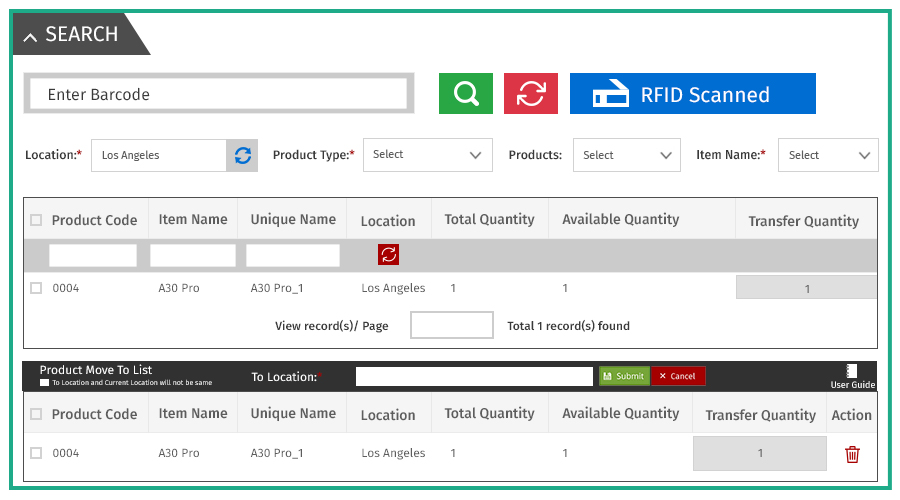 SEARCH
Enter Barcode
RFID Scanned
Location:* Los Angeles Product Type:* Select Products: Select Item Name:* Select
Product Code Item Name Unique Name Location Total Quantity Available Quantity Transfer Quantity
0004 A30 Pro A30 Pro_1 Los Angeles 1 1 1
View record(s)/ Page Total 1 record(s) found
Product Move To List
To Location and Current Location will not be same
To Location:* Submit × Cancel User Guide
Product Code Item Name Unique Name Location Total Quantity Available Quantity Transfer Quantity Action
0004 A30 Pro A30 Pro_1 Los Angeles 1 1 1